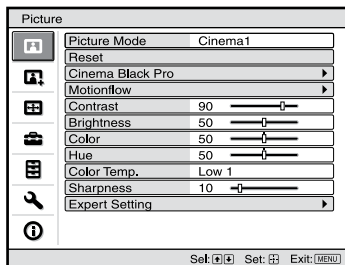 Picture
Picture Mode Cinema1
Reset
Cinema Black Pro
Motionflow
Contrast 90
Brightness 50
Color 50
Hue 50
Color Temp. Low 1
Sharpness 10
Expert Setting
Sel: Set: Exit: MENU